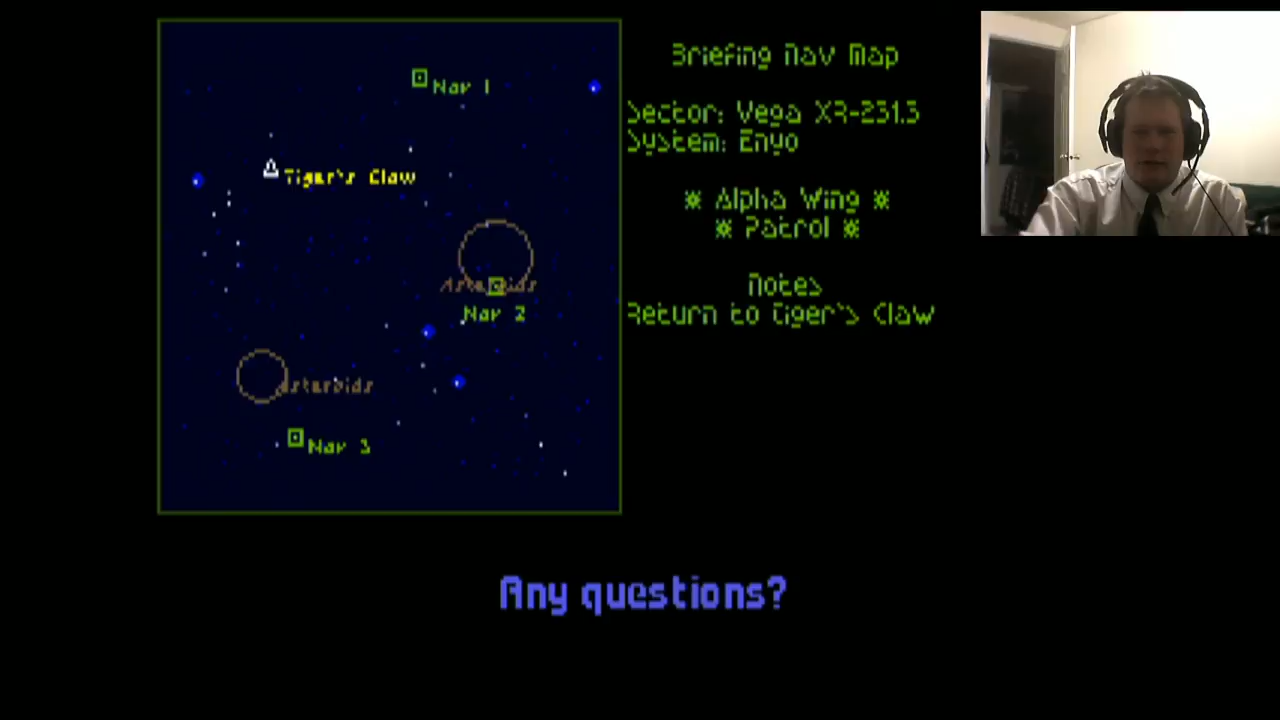 Briefing Nav Map
Nav 1
Sector: Vega XR-231.3
System: Enyo
Tiger's Claw
* Alpha Wing *
* Patrol *
Asteroids
Notes
Nav 2
Return to Tiger's Claw
Asteroids
Nav 3
Any questions?